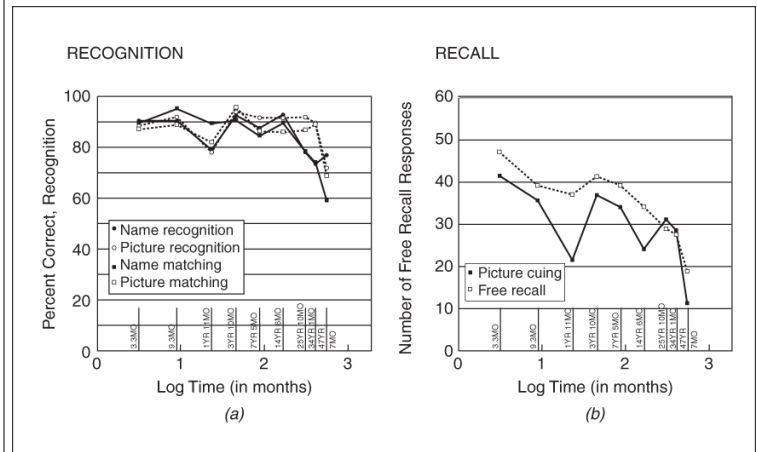 RECOGNITION
Percent Correct, Recognition
100
80
60
40
20
0
Name recognition
Picture recognition
Name matching
Picture matching
3.3MO
9.3MO
1YR 11MO
3YR 10MO
7YR 5MO
14YR 6MO
25YR 10MO
34YR 1MO
47YR
7MO
0
1
2
3
Log Time (in months)
(a)
RECALL
Number of Free Recall Responses
60
50
40
30
20
10
0
Picture cuing
Free recall
3.3MO
9.3MO
1YR 11MO
3YR 10MO
7YR 5MO
14YR 6MO
25YR 10MO
34YR 1MO
47YR
7MO
0
1
2
3
Log Time (in months)
(b)